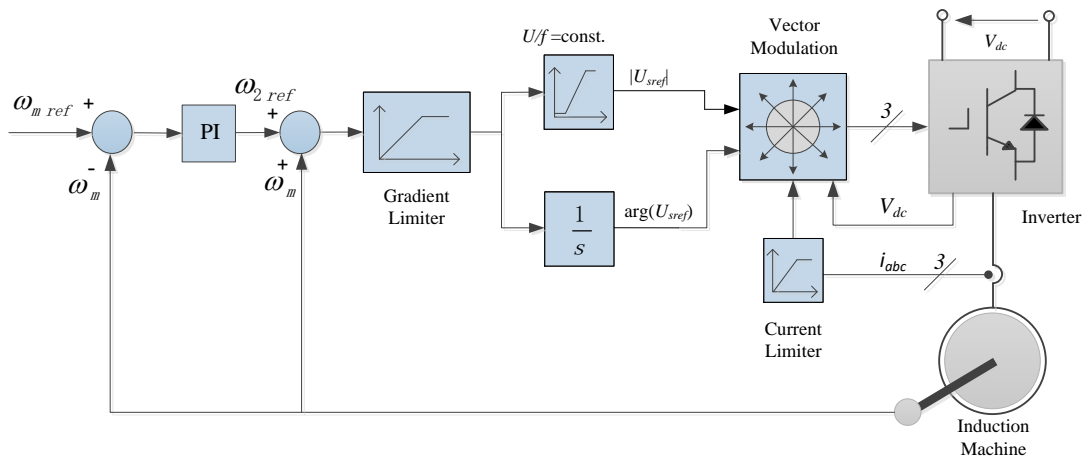 U/f=const.
Vector
Modulation
V_dc
|U_sref|
ω_m ref
+
ω_2 ref
+
PI
3
-
ω_m
+
ω_m
Gradient
Limiter
1
s
arg(U_sref)
V_dc
Inverter
i_abc
3
Current
Limiter
Induction
Machine